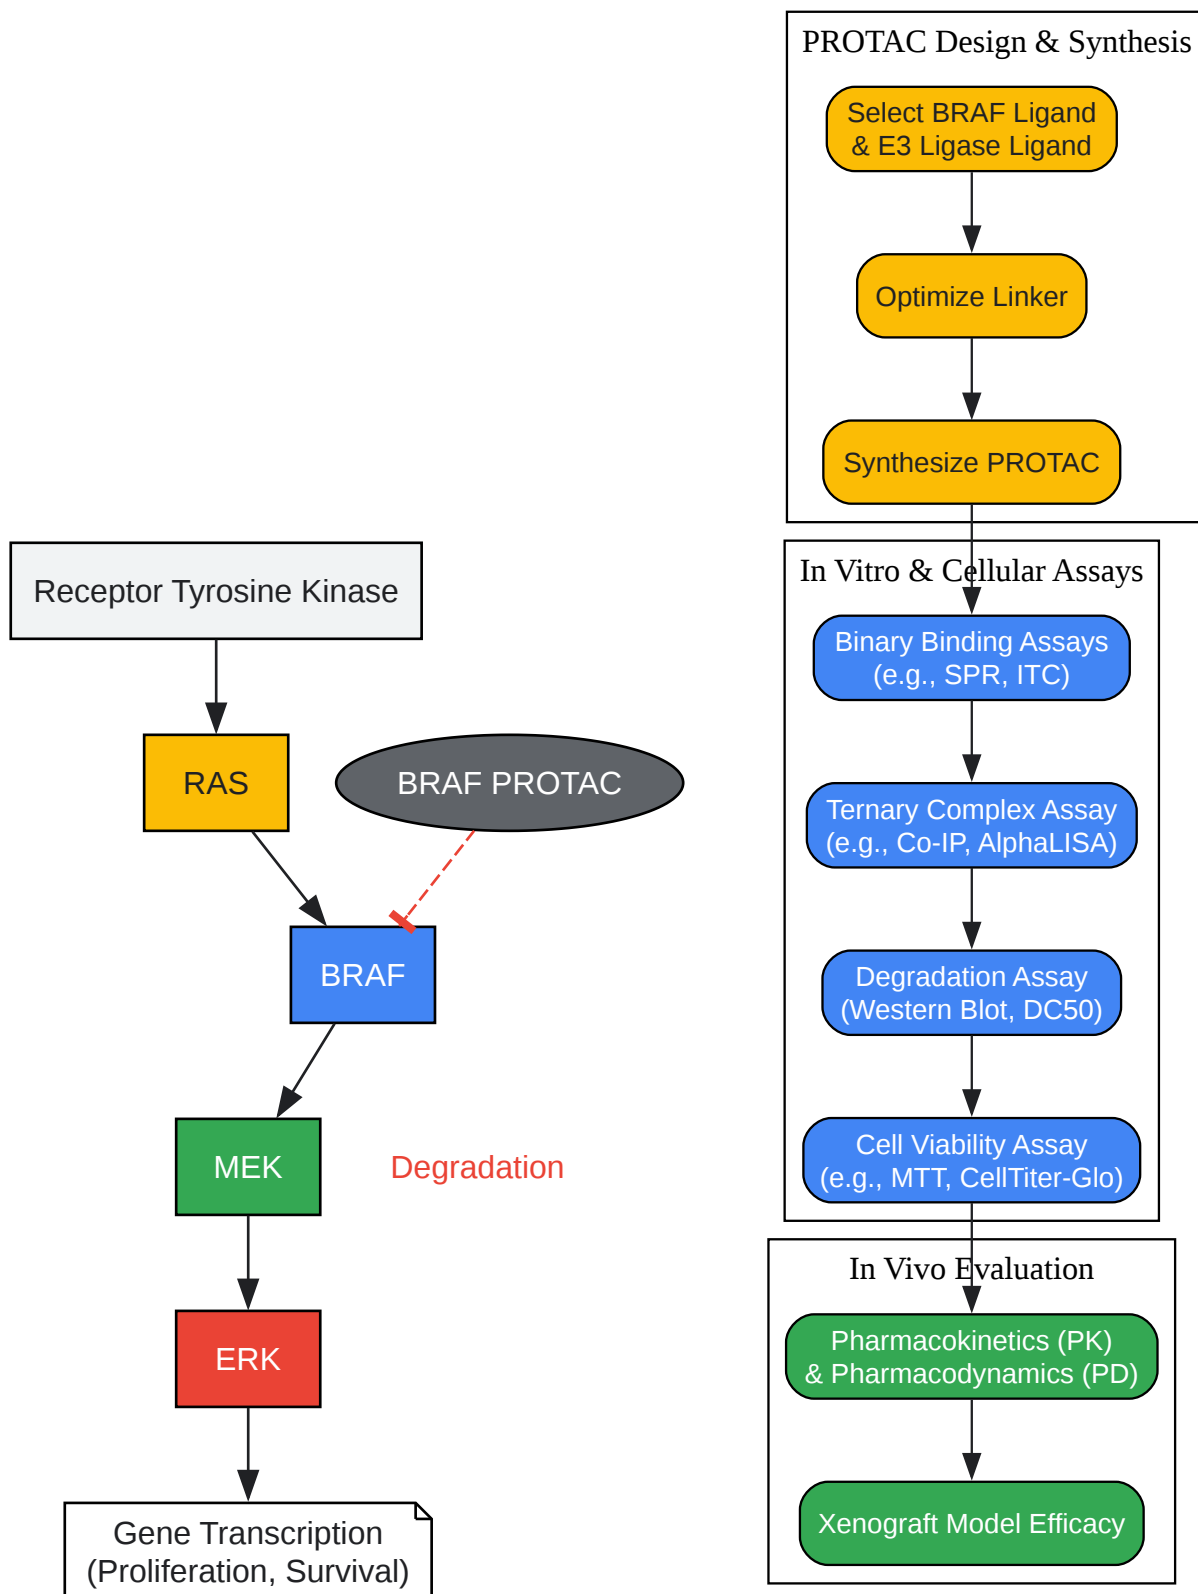 Receptor Tyrosine Kinase
RAS
BRAF PROTAC
BRAF
MEK
Degradation
ERK
Gene Transcription
(Proliferation, Survival)
PROTAC Design & Synthesis
Select BRAF Ligand
& E3 Ligase Ligand
Optimize Linker
Synthesize PROTAC
In Vitro & Cellular Assays
Binary Binding Assays
(e.g., SPR, ITC)
Ternary Complex Assay
(e.g., Co-IP, AlphaLISA)
Degradation Assay
(Western Blot, DC50)
Cell Viability Assay
(e.g., MTT, CellTiter-Glo)
In Vivo Evaluation
Pharmacokinetics (PK)
& Pharmacodynamics (PD)
Xenograft Model Efficacy